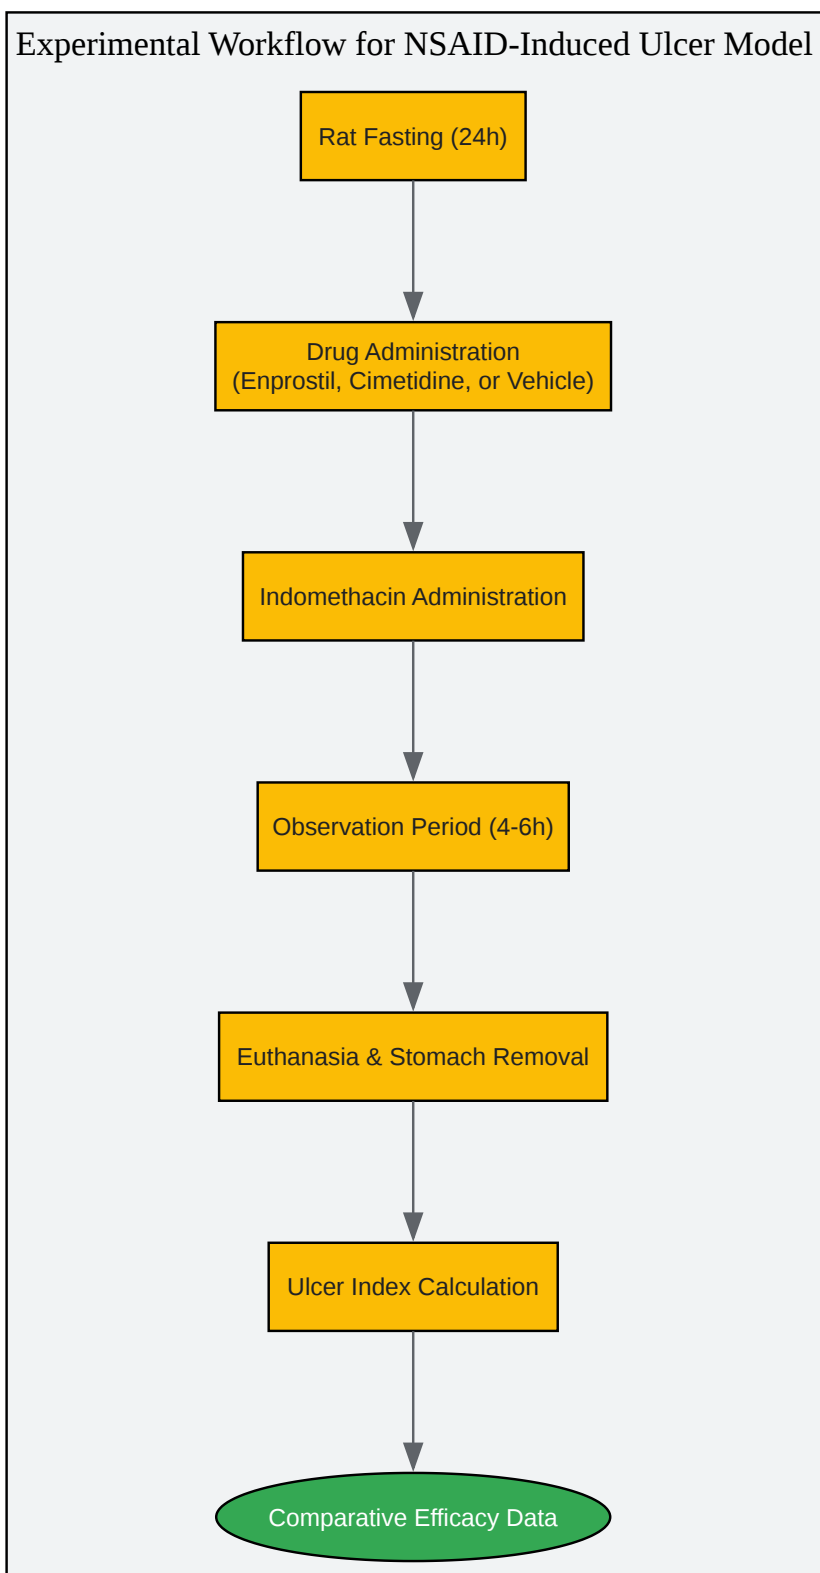 Experimental Workflow for NSAID-Induced Ulcer Model
Rat Fasting (24h)
Drug Administration
(Enprostil, Cimetidine, or Vehicle)
Indomethacin Administration
Observation Period (4-6h)
Euthanasia & Stomach Removal
Ulcer Index Calculation
Comparative Efficacy Data